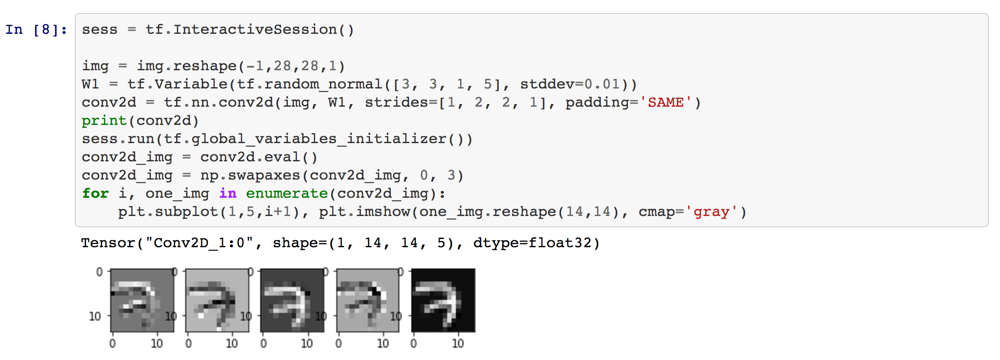 In [8]: sess = tf.InteractiveSession()
img = img.reshape(-1,28,28,1)
W1 = tf.Variable(tf.random_normal([3, 3, 1, 5], stddev=0.01))
conv2d = tf.nn.conv2d(img, W1, strides=[1, 2, 2, 1], padding='SAME')
print(conv2d)
sess.run(tf.global_variables_initializer())
conv2d_img = conv2d.eval()
conv2d_img = np.swapaxes(conv2d_img, 0, 3)
for i, one_img in enumerate(conv2d_img):
    plt.subplot(1,5,i+1), plt.imshow(one_img.reshape(14,14), cmap='gray')
Tensor("Conv2D_1:0", shape=(1, 14, 14, 5), dtype=float32)
0 0 0 0 0
10 10 10 10 10
0 10 0 10 0 10 0 10 0 10